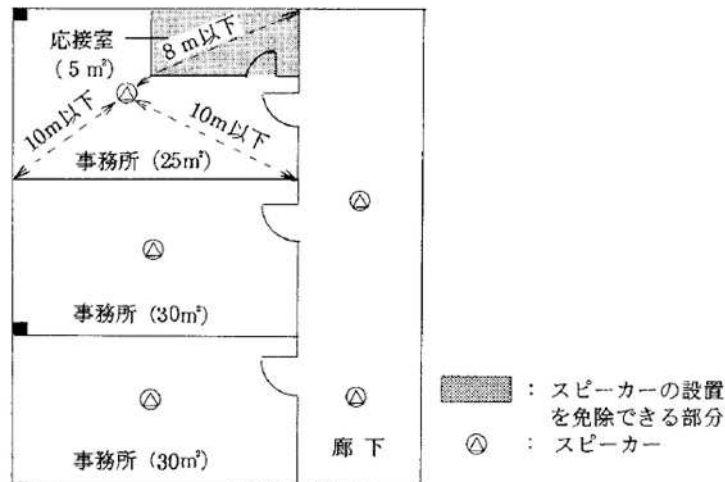 応接室
(5㎡)
8m以下
10m以下
10m以下
事務所 (25㎡)
事務所 (30㎡)
事務所 (30㎡)
廊下
: スピーカーの設置
を免除できる部分
: スピーカー